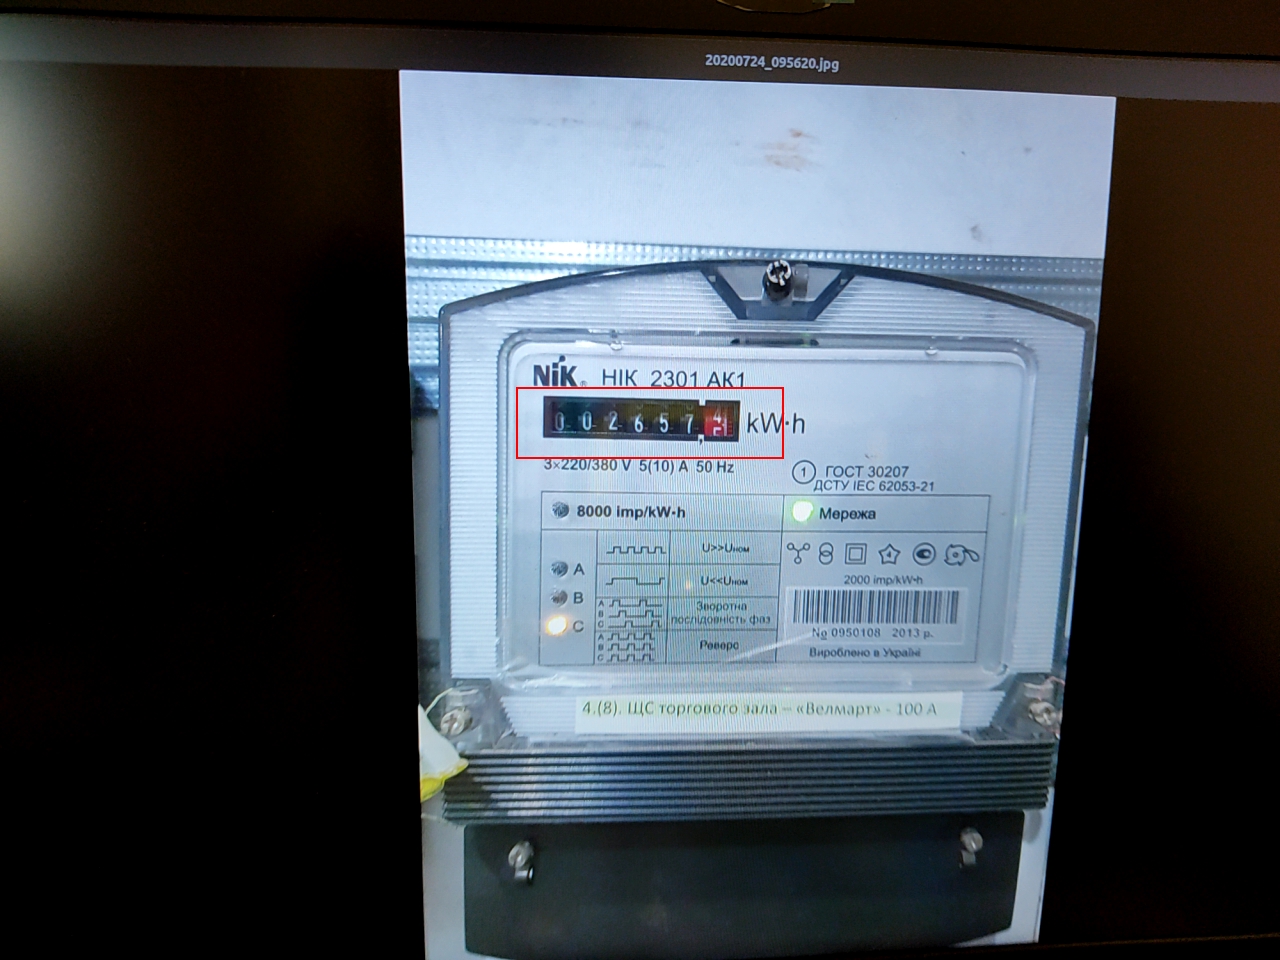 20200724_095620.jpg
NiK® НІК 2301 АК1
002657, kW·h
3×220/380 V 5(10) A 50 Hz
1 ГОСТ 30207
ДСТУ IEC 62053-21
8000 imp/kW·h
Мережа
A
B
C
U>>Uном
U<<Uном
A
B
C
Зворотна
послідовність фаз
A
B
C
Реверс
4
2000 imp/kW·h
№ 0950108 2013 р.
Вироблено в Україні
4.(8). ЩС торгового зала – «Велмарт» - 100 А